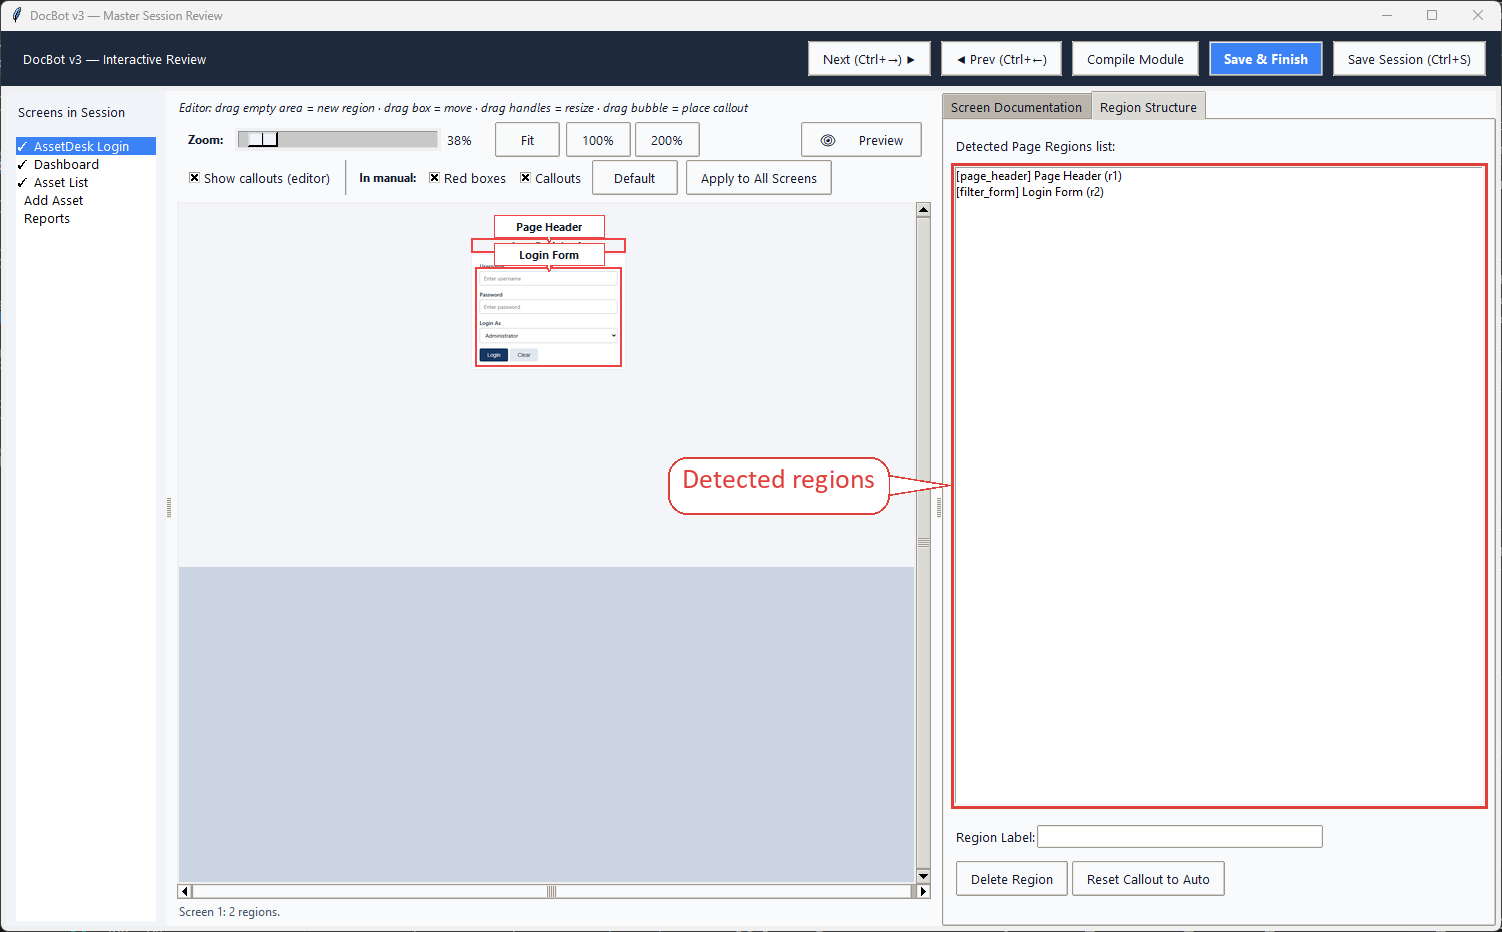 DocBot v3 — Master Session Review
DocBot v3 — Interactive Review
Next (Ctrl+→) ►
◄ Prev (Ctrl+←)
Compile Module
Save & Finish
Save Session (Ctrl+S)
Screens in Session
✓ AssetDesk Login
✓ Dashboard
✓ Asset List
Add Asset
Reports
Editor: drag empty area = new region · drag box = move · drag handles = resize · drag bubble = place callout
Zoom:
38%
Fit
100%
200%
Preview
Show callouts (editor)
In manual:
Red boxes
Callouts
Default
Apply to All Screens
Page Header
Login Form
Enter username
Password
Enter password
Login As
Administrator
Login
Clear
Detected regions
Screen 1: 2 regions.
Screen Documentation
Region Structure
Detected Page Regions list:
[page_header] Page Header (r1)
[filter_form] Login Form (r2)
Region Label:
Delete Region
Reset Callout to Auto